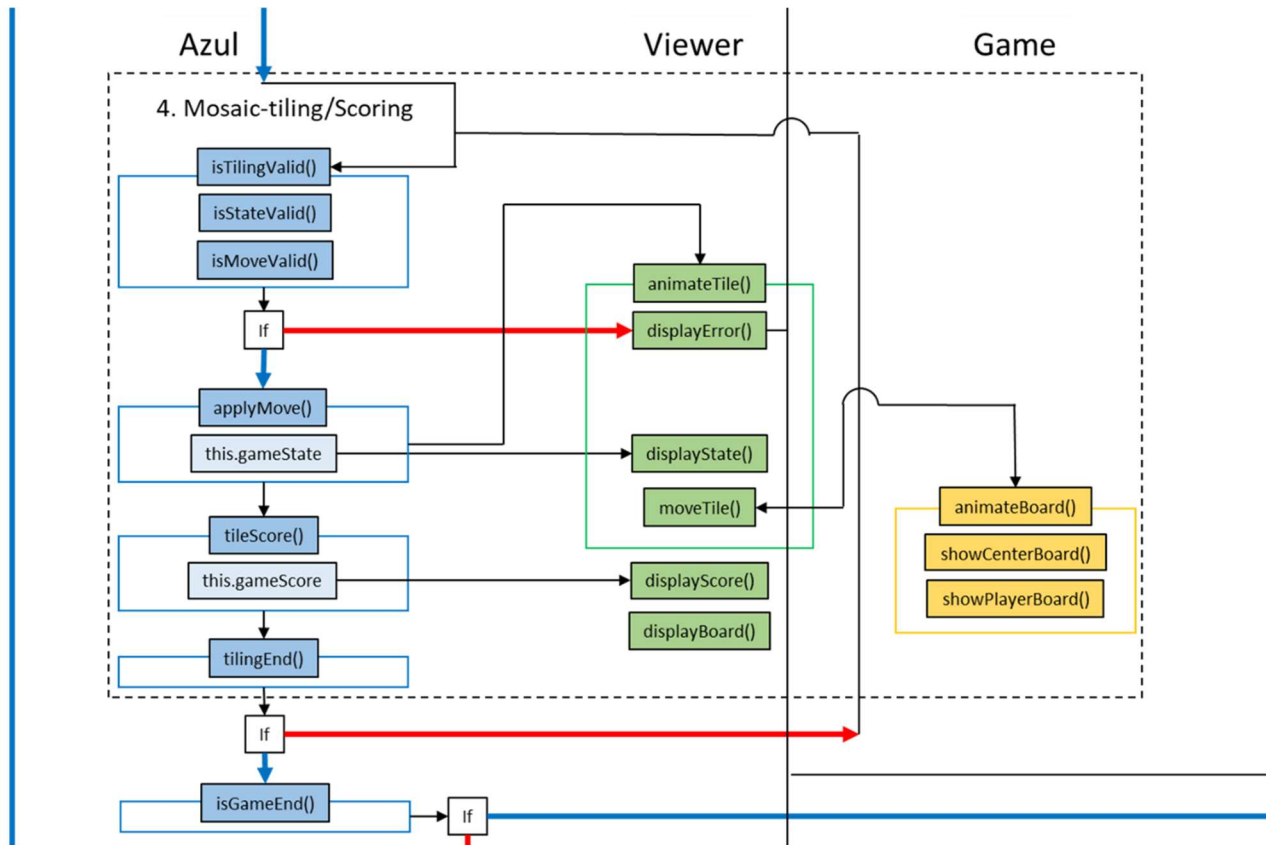 Azul
Viewer
Game
4. Mosaic-tiling/Scoring
isTilingValid()
isStateValid()
isMoveValid()
animateTile()
If
displayError()
applyMove()
this.gameState
displayState()
moveTile()
animateBoard()
tileScore()
showCenterBoard()
this.gameScore
displayScore()
showPlayerBoard()
displayBoard()
tilingEnd()
If
isGameEnd()
If